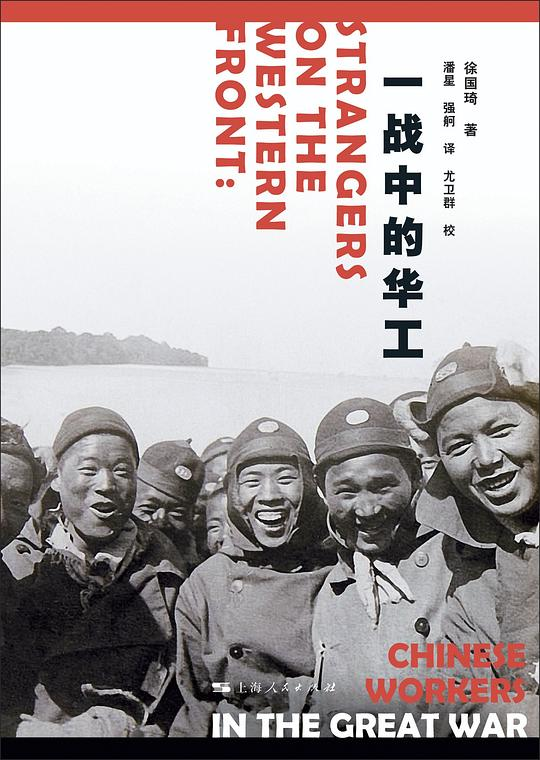 STRANGERS
ON THE
WESTERN
FRONT:
一战中的华工
徐国琦 著
潘星 强舸 译 尤卫群 校
上海人民出版社
CHINESE
WORKERS
IN THE GREAT WAR